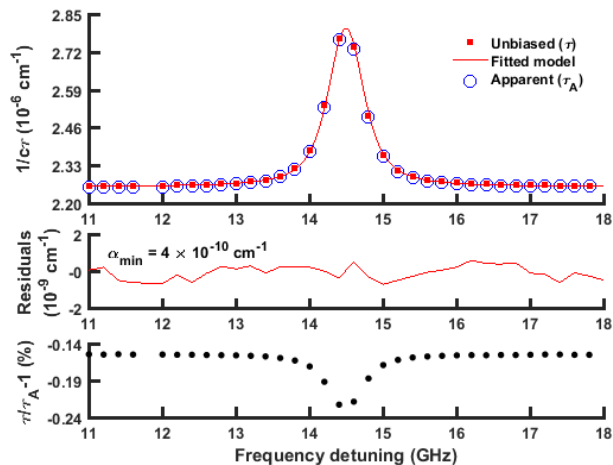 2.85
2.72
2.59
2.46
2.33
2.20
1/cτ (10⁻⁶ cm⁻¹)
Unbiased (τ)
Fitted model
Apparent (τ_A)
11 12 13 14 15 16 17 18
2
-0
-2
Residuals
(10⁻⁹ cm⁻¹)
α_min = 4 × 10⁻¹⁰ cm⁻¹
11 12 13 14 15 16 17 18
-0.14
-0.19
-0.24
τ/τ_A-1 (%)
11 12 13 14 15 16 17 18
Frequency detuning (GHz)